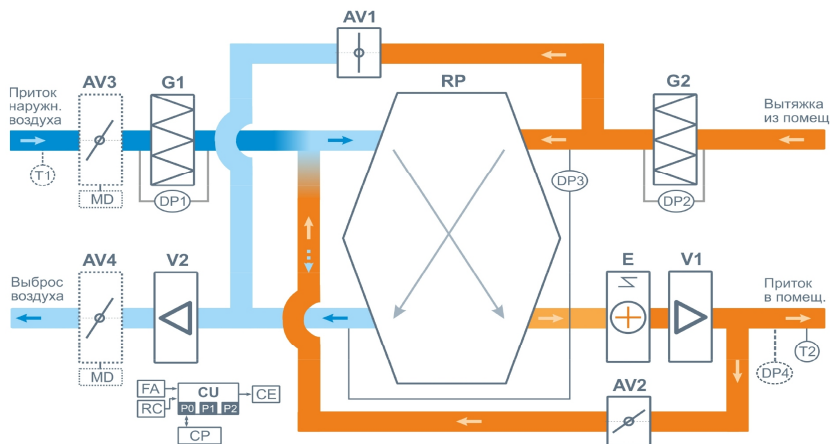 AV1
Приток
наружн.
воздуха
AV3
G1
RP
G2
Вытяжка
из помещ
T1
MD
DP1
DP3
DP2
Выброс
воздуха
AV4
V2
E
V1
Приток
в помещ.
MD
DP4
T2
FA
RC
CU
P0 P1 P2
CE
CP
AV2